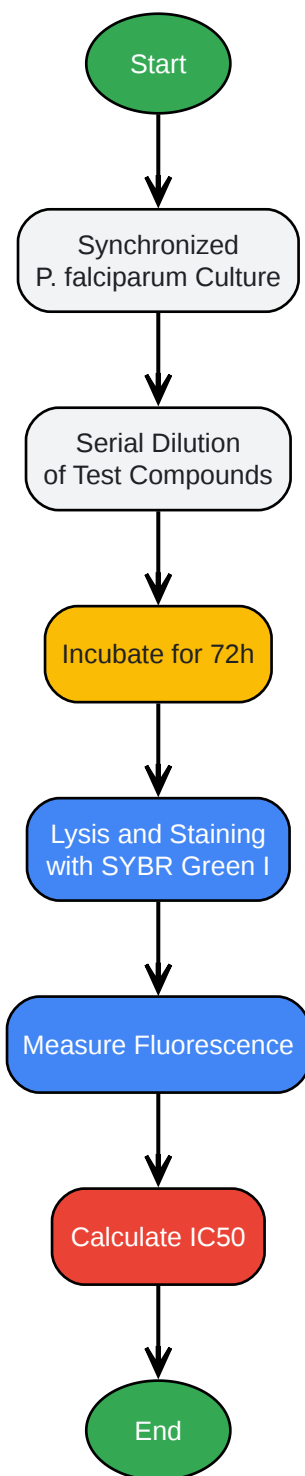 Start
Synchronized
P. falciparum Culture
Serial Dilution
of Test Compounds
Incubate for 72h
Lysis and Staining
with SYBR Green I
Measure Fluorescence
Calculate IC50
End